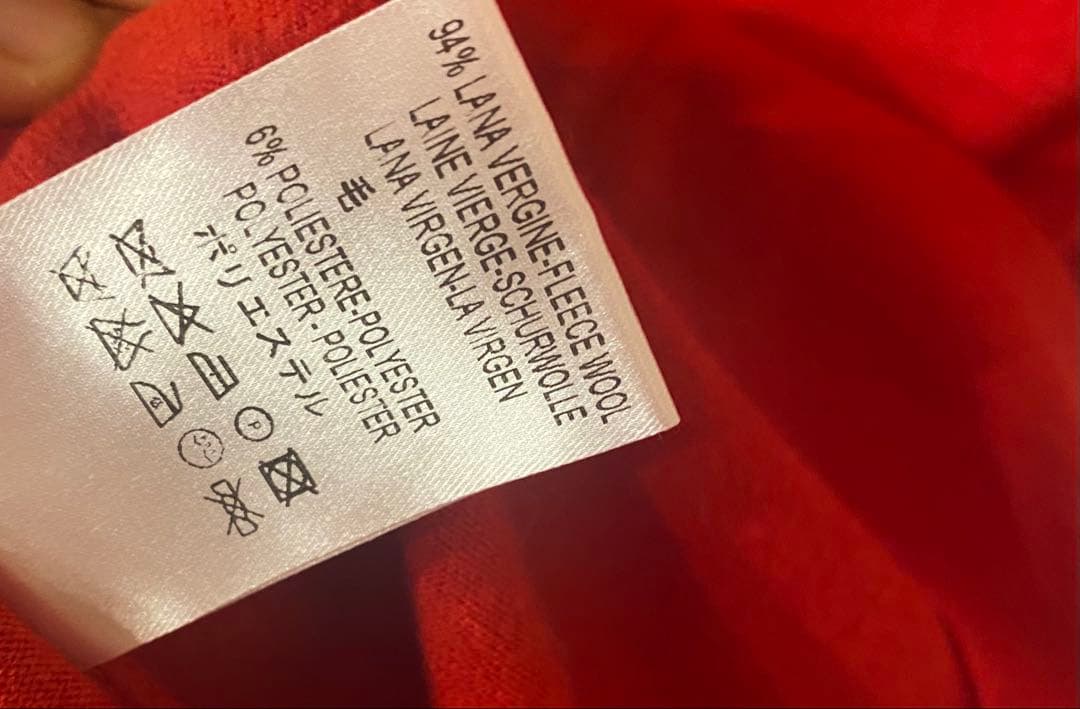 94% LANA VERGINE-FLEECE WOOL
LAINE VIERGE-SCHURWOLLE
LANA VIRGEN-LA VIRGEN
毛
6% POLIESTERE-POLYESTER
POLYESTER - POLIESTER
ポリエステル
P